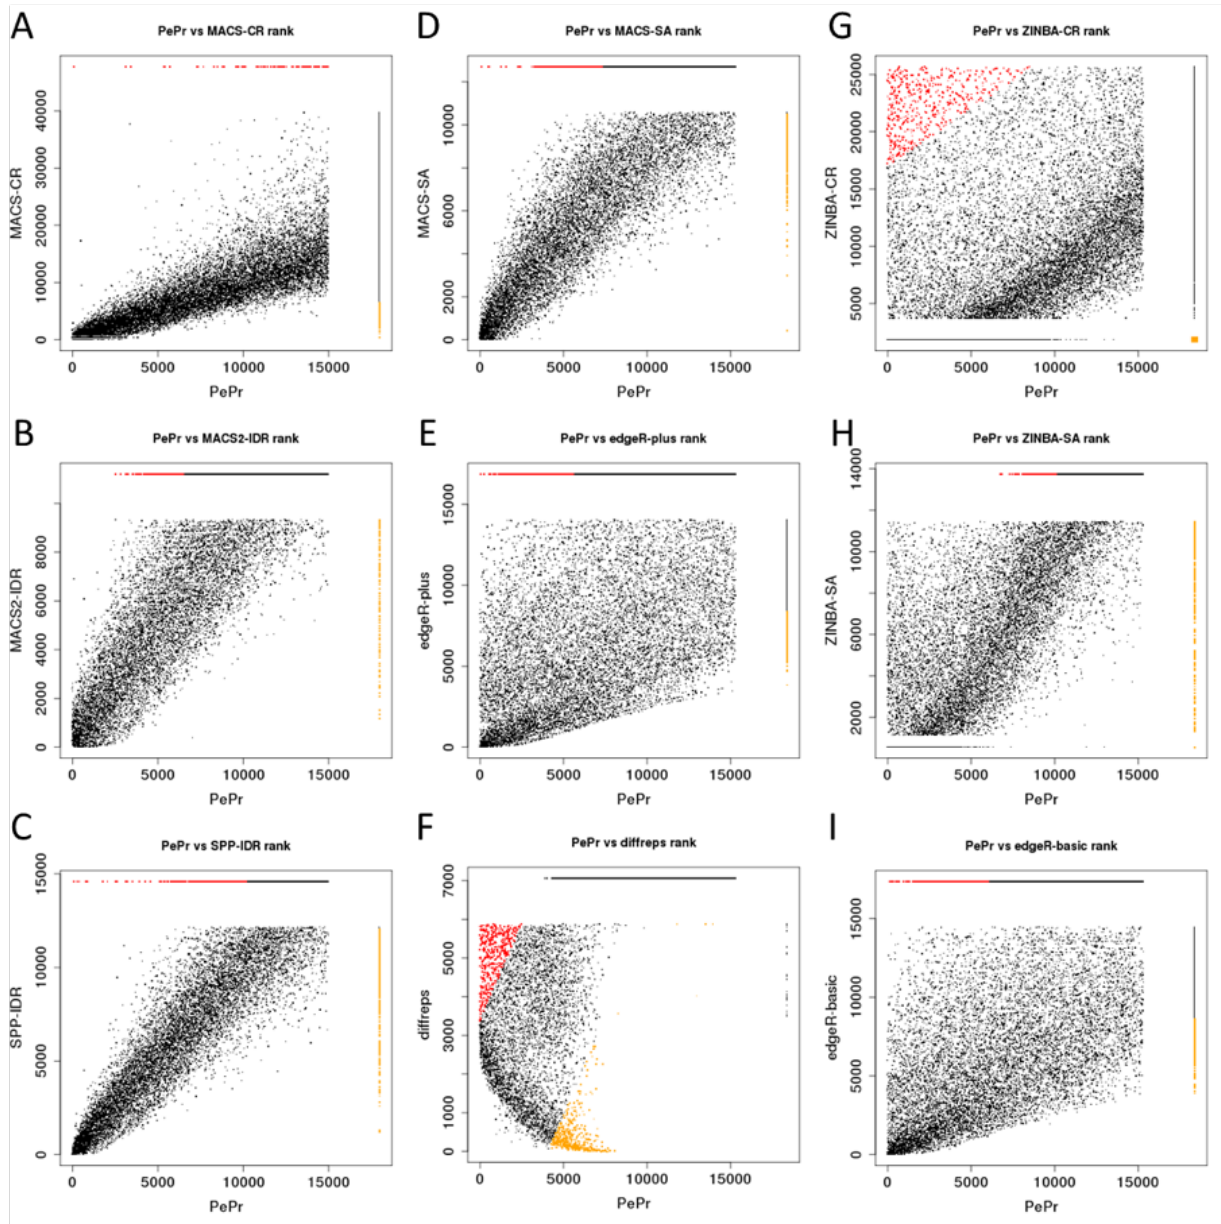 A
PePr vs MACS-CR rank
MACS-CR
40000
30000
20000
10000
0
0 5000 10000 15000
PePr
D
PePr vs MACS-SA rank
MACS-SA
10000
6000
2000
0
0 5000 10000 15000
PePr
G
PePr vs ZINBA-CR rank
ZINBA-CR
25000
20000
15000
10000
5000
0 5000 10000 15000
PePr
B
PePr vs MACS2-IDR rank
MACS2-IDR
8000
6000
4000
2000
0
0 5000 10000 15000
PePr
E
PePr vs edgeR-plus rank
edgeR-plus
15000
10000
5000
0
0 5000 10000 15000
PePr
H
PePr vs ZINBA-SA rank
ZINBA-SA
14000
10000
6000
2000
0 5000 10000 15000
PePr
C
PePr vs SPP-IDR rank
SPP-IDR
15000
10000
5000
0
0 5000 10000 15000
PePr
F
PePr vs diffreps rank
diffreps
7000
5000
3000
1000
0
0 5000 10000 15000
PePr
I
PePr vs edgeR-basic rank
edgeR-basic
15000
10000
5000
0
0 5000 10000 15000
PePr